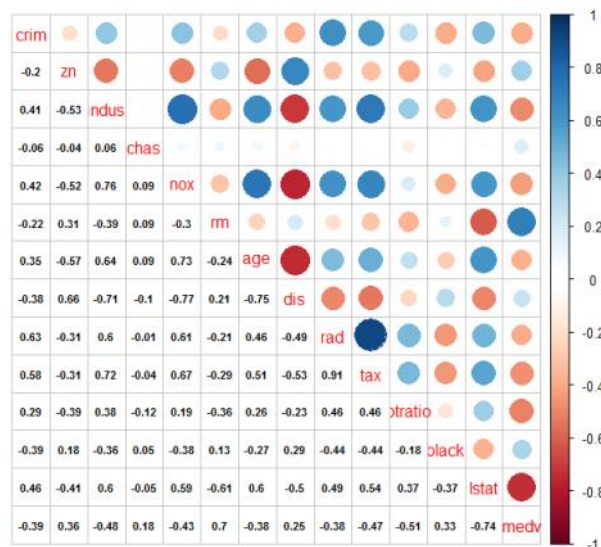 crim
-0.2 zn
0.41 -0.53 ndus
-0.06 -0.04 0.06 chas
0.42 -0.52 0.76 0.09 nox
-0.22 0.31 -0.39 0.09 -0.3 rm
0.35 -0.57 0.64 0.09 0.73 -0.24 age
-0.38 0.66 -0.71 -0.1 -0.77 0.21 -0.75 dis
0.63 -0.31 0.6 -0.01 0.61 -0.21 0.46 -0.49 rad
0.58 -0.31 0.72 -0.04 0.67 -0.29 0.51 -0.53 0.91 tax
0.29 -0.39 0.38 -0.12 0.19 -0.36 0.26 -0.23 0.46 0.46 ptratio
-0.39 0.18 -0.36 0.05 -0.38 0.13 -0.27 0.29 -0.44 -0.44 -0.18 black
0.46 -0.41 0.6 -0.05 0.59 -0.61 0.6 -0.5 0.49 0.54 0.37 -0.37 lstat
-0.39 0.36 -0.48 0.18 -0.43 0.7 -0.38 0.25 -0.38 -0.47 -0.51 0.33 -0.74 medv
1
0.8
0.6
0.4
0.2
0
-0.2
-0.4
-0.6
-0.8
-1